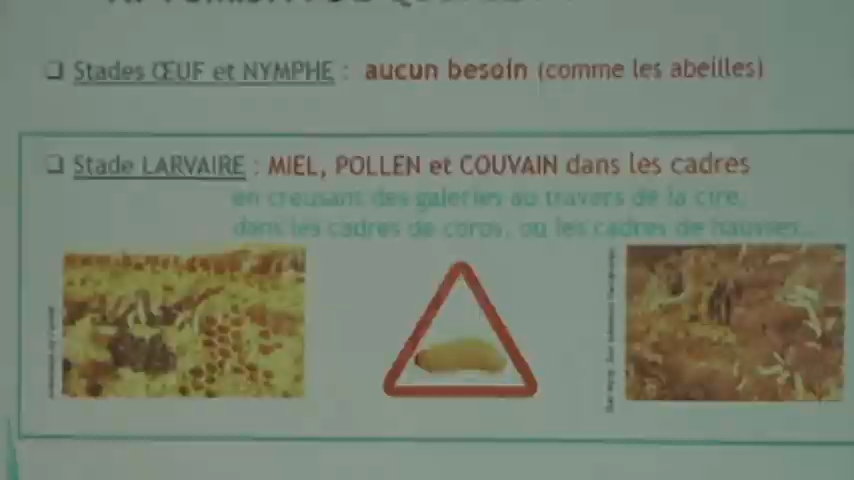 ❑ Stades ŒUF et NYMPHE : aucun besoin (comme les abeilles)
❑ Stade LARVAIRE : MIEL, POLLEN et COUVAIN dans les cadres
en creusant des galeries au travers de la cire,
dans les cadres de corps, ou les cadres de hausses...